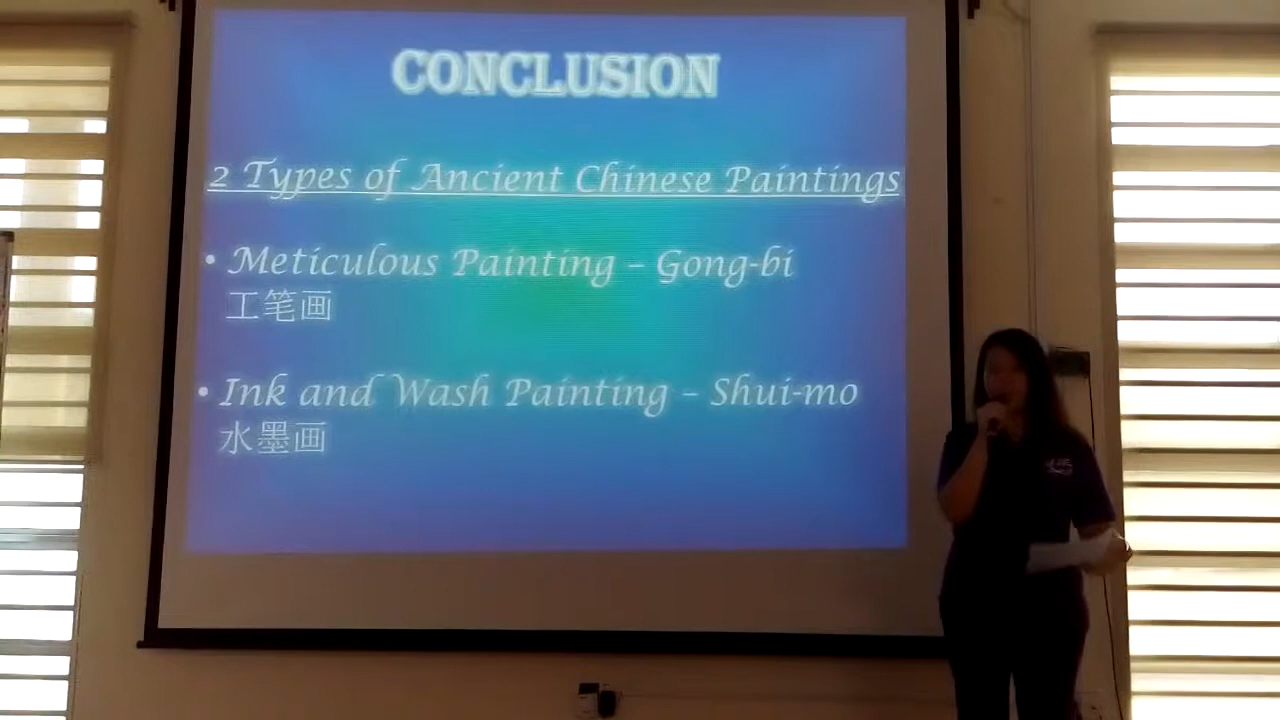 CONCLUSION
2 Types of Ancient Chinese Paintings
• Meticulous Painting – Gong-bi
工笔画
• Ink and Wash Painting – Shui-mo
水墨画